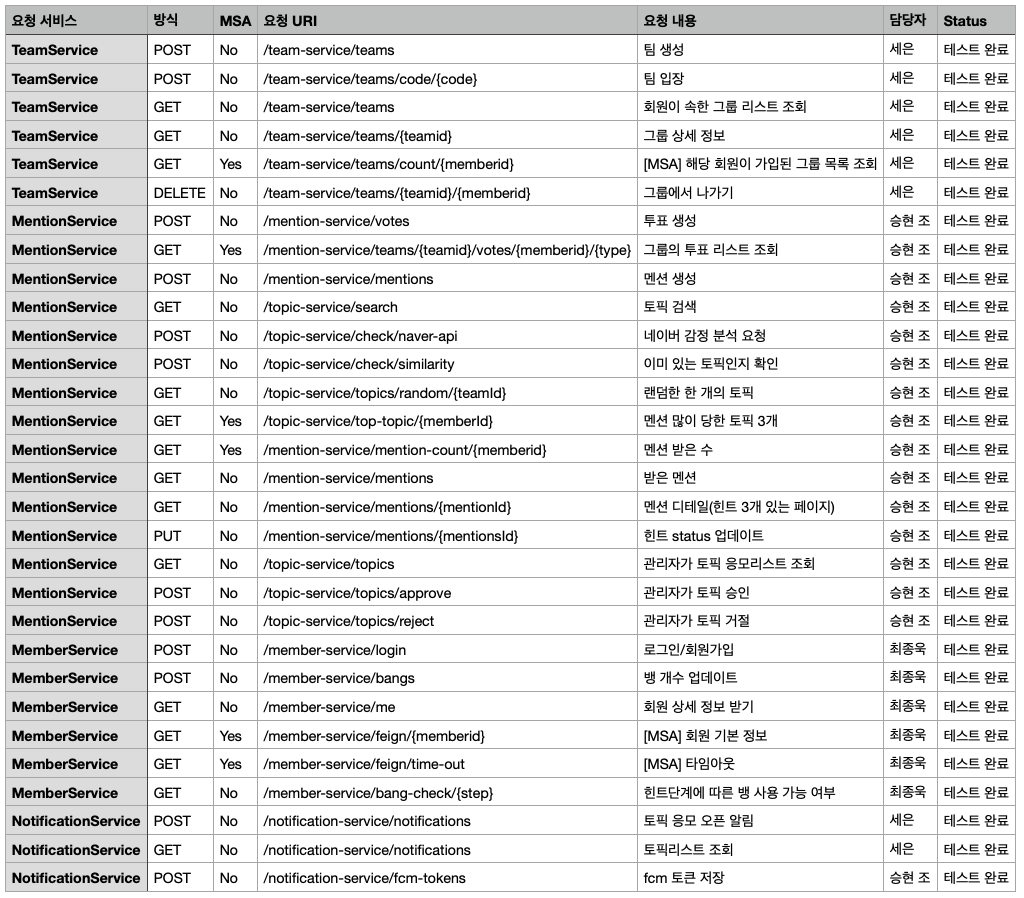 요청 서비스 방식 MSA 요청 URI 요청 내용 담당자 Status
TeamService POST No /team-service/teams 팀 생성 세은 테스트 완료
TeamService POST No /team-service/teams/code/{code} 팀 입장 세은 테스트 완료
TeamService GET No /team-service/teams 회원이 속한 그룹 리스트 조회 세은 테스트 완료
TeamService GET No /team-service/teams/{teamid} 그룹 상세 정보 세은 테스트 완료
TeamService GET Yes /team-service/teams/count/{memberid} [MSA] 해당 회원이 가입된 그룹 목록 조회 세은 테스트 완료
TeamService DELETE No /team-service/teams/{teamid}/{memberid} 그룹에서 나가기 세은 테스트 완료
MentionService POST No /mention-service/votes 투표 생성 승현 조 테스트 완료
MentionService GET Yes /mention-service/teams/{teamid}/votes/{memberid}/{type} 그룹의 투표 리스트 조회 승현 조 테스트 완료
MentionService POST No /mention-service/mentions 멘션 생성 승현 조 테스트 완료
MentionService GET No /topic-service/search 토픽 검색 승현 조 테스트 완료
MentionService POST No /topic-service/check/naver-api 네이버 감정 분석 요청 승현 조 테스트 완료
MentionService POST No /topic-service/check/similarity 이미 있는 토픽인지 확인 승현 조 테스트 완료
MentionService GET No /topic-service/topics/random/{teamId} 랜덤한 한 개의 토픽 승현 조 테스트 완료
MentionService GET Yes /topic-service/top-topic/{memberId} 멘션 많이 당한 토픽 3개 승현 조 테스트 완료
MentionService GET Yes /mention-service/mention-count/{memberid} 멘션 받은 수 승현 조 테스트 완료
MentionService GET No /mention-service/mentions 받은 멘션 승현 조 테스트 완료
MentionService GET No /mention-service/mentions/{mentionId} 멘션 디테일(힌트 3개 있는 페이지) 승현 조 테스트 완료
MentionService PUT No /mention-service/mentions/{mentionsId} 힌트 status 업데이트 승현 조 테스트 완료
MentionService GET No /topic-service/topics 관리자가 토픽 응모리스트 조회 승현 조 테스트 완료
MentionService POST No /topic-service/topics/approve 관리자가 토픽 승인 승현 조 테스트 완료
MentionService POST No /topic-service/topics/reject 관리자가 토픽 거절 승현 조 테스트 완료
MemberService POST No /member-service/login 로그인/회원가입 최종욱 테스트 완료
MemberService POST No /member-service/bangs 뱅 개수 업데이트 최종욱 테스트 완료
MemberService GET No /member-service/me 회원 상세 정보 받기 최종욱 테스트 완료
MemberService GET Yes /member-service/feign/{memberid} [MSA] 회원 기본 정보 최종욱 테스트 완료
MemberService GET Yes /member-service/feign/time-out [MSA] 타임아웃 최종욱 테스트 완료
MemberService GET No /member-service/bang-check/{step} 힌트단계에 따른 뱅 사용 가능 여부 최종욱 테스트 완료
NotificationService POST No /notification-service/notifications 토픽 응모 오픈 알림 세은 테스트 완료
NotificationService GET No /notification-service/notifications 토픽리스트 조회 세은 테스트 완료
NotificationService POST No /notification-service/fcm-tokens fcm 토큰 저장 승현 조 테스트 완료